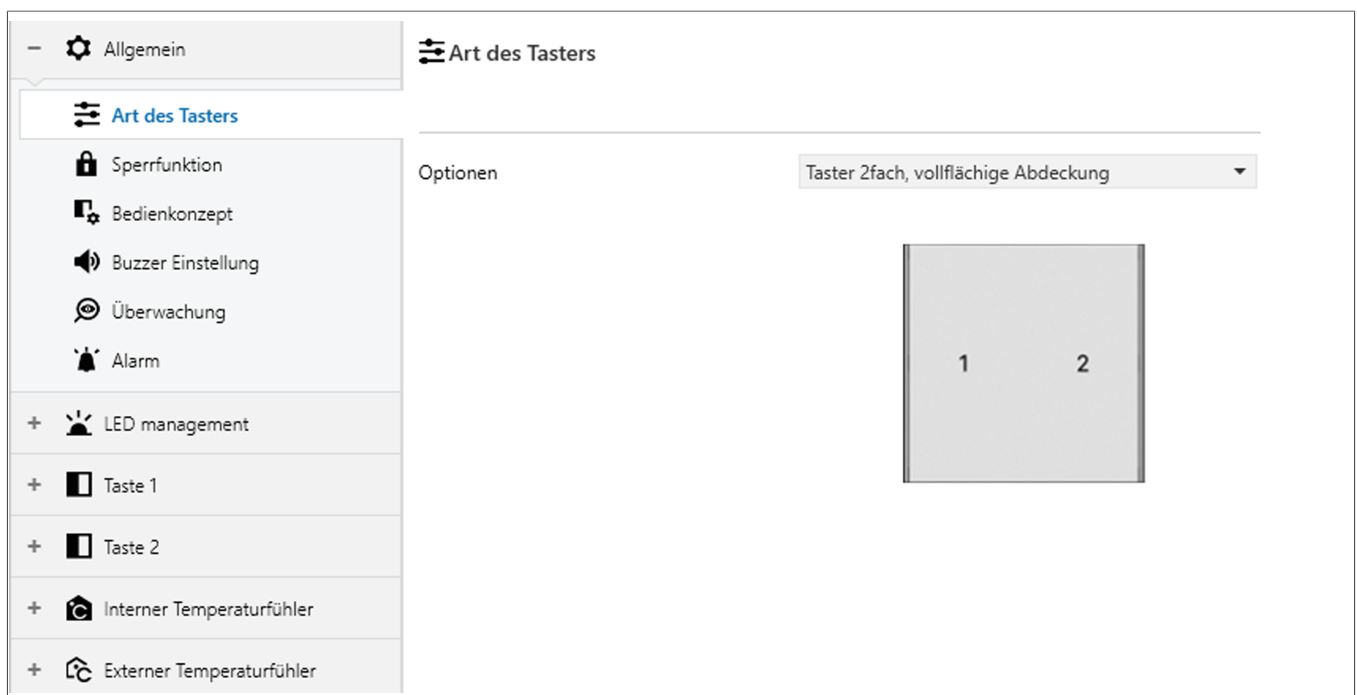 Allgemein
Art des Tasters
Sperrfunktion
Bedienkonzept
Buzzer Einstellung
Überwachung
Alarm
LED management
Taste 1
Taste 2
Interner Temperaturfühler
Externer Temperaturfühler
Art des Tasters
Optionen
Taster 2fach, vollflächige Abdeckung
1 2